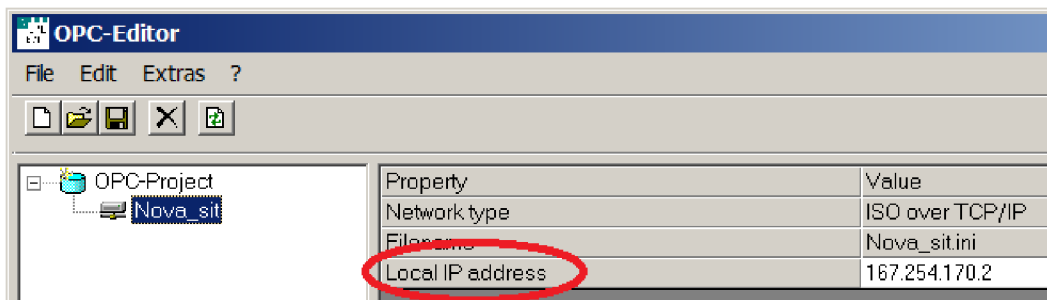 OPC-Editor
File Edit Extras ?
OPC-Project
Nova_sit
Property Value
Network type ISO over TCP/IP
Filename Nova_sit.ini
Local IP address 167.254.170.2